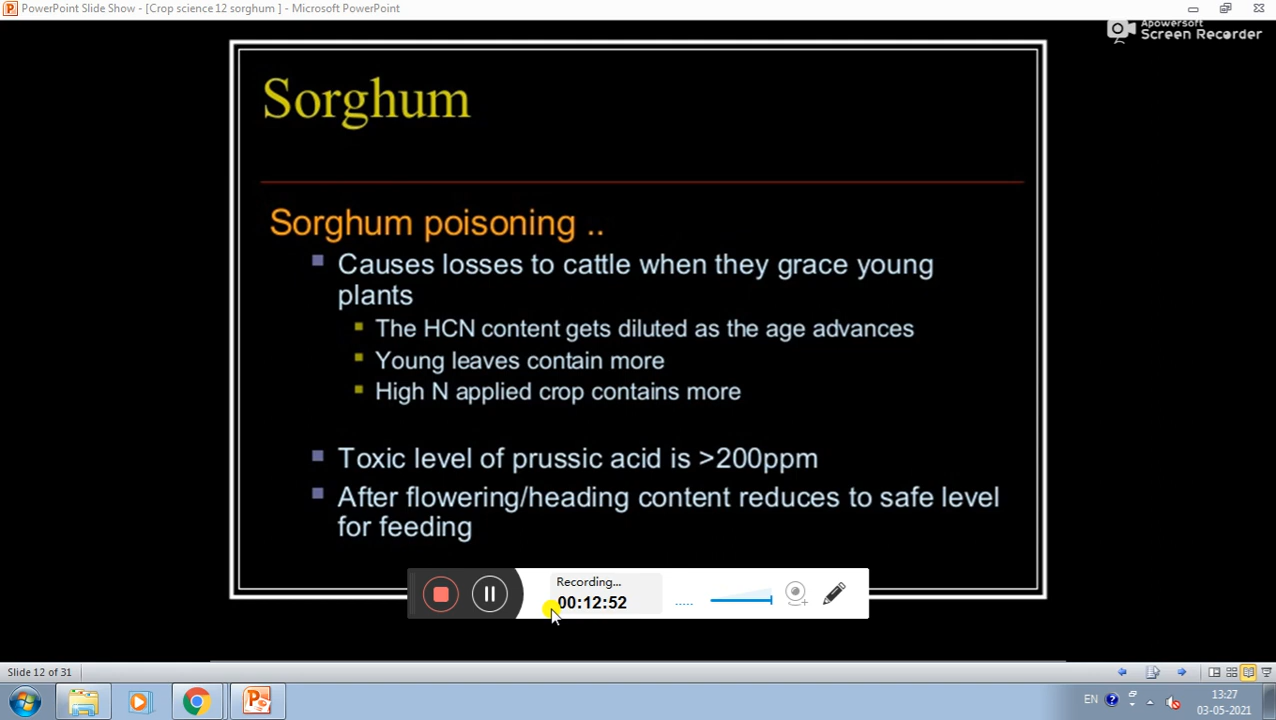 PowerPoint Slide Show - [Crop science 12 sorghum ] - Microsoft PowerPoint
Apowersoft
Screen Recorder
Sorghum
Sorghum poisoning ..
Causes losses to cattle when they grace young
plants
The HCN content gets diluted as the age advances
Young leaves contain more
High N applied crop contains more
Toxic level of prussic acid is >200ppm
After flowering/heading content reduces to safe level
for feeding
Recording...
00:12:52
Slide 12 of 31
EN
13:27
03-05-2021